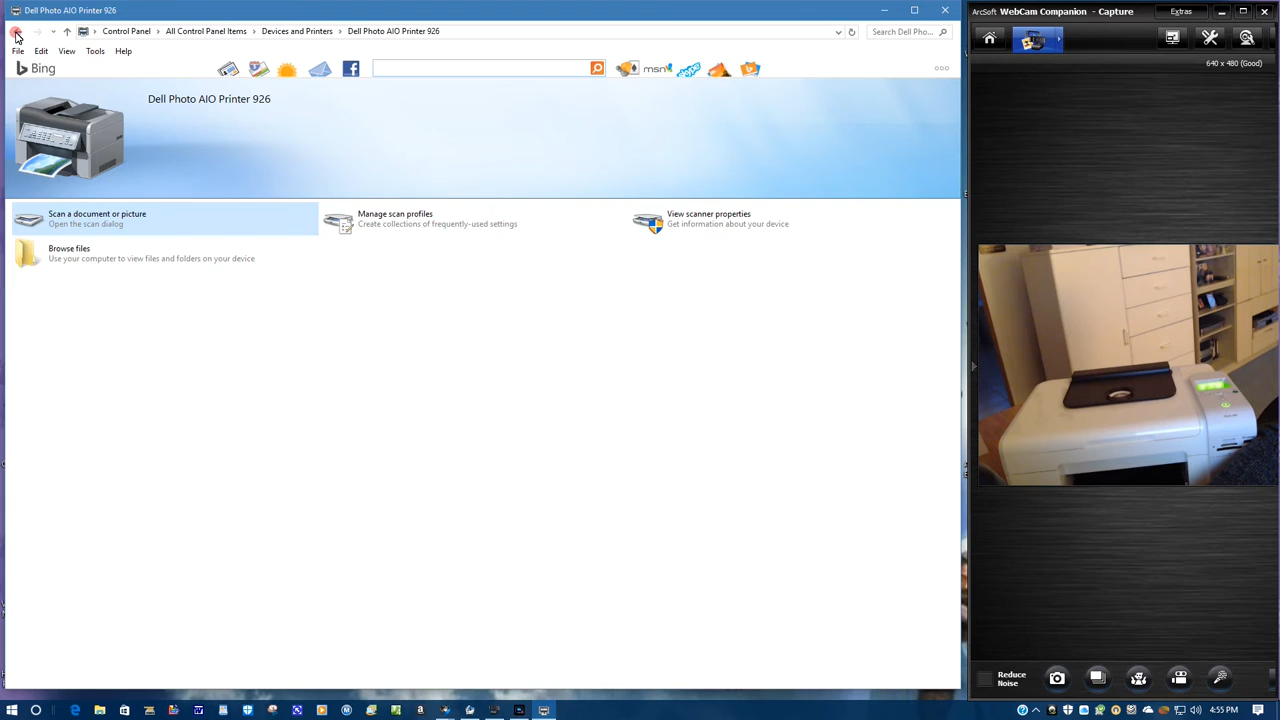 Dell Photo AIO Printer 926
Control Panel > All Control Panel Items > Devices and Printers > Dell Photo AIO Printer 926
Search Dell Pho...
File Edit View Tools Help
Bing
msn
skype
Dell Photo AIO Printer 926
Scan a document or picture
Open the scan dialog
Manage scan profiles
Create collections of frequently-used settings
View scanner properties
Get information about your device
Browse files
Use your computer to view files and folders on your device
ArcSoft WebCam Companion - Capture
Extras
640 x 480 (Good)
Reduce
Noise
4:55 PM